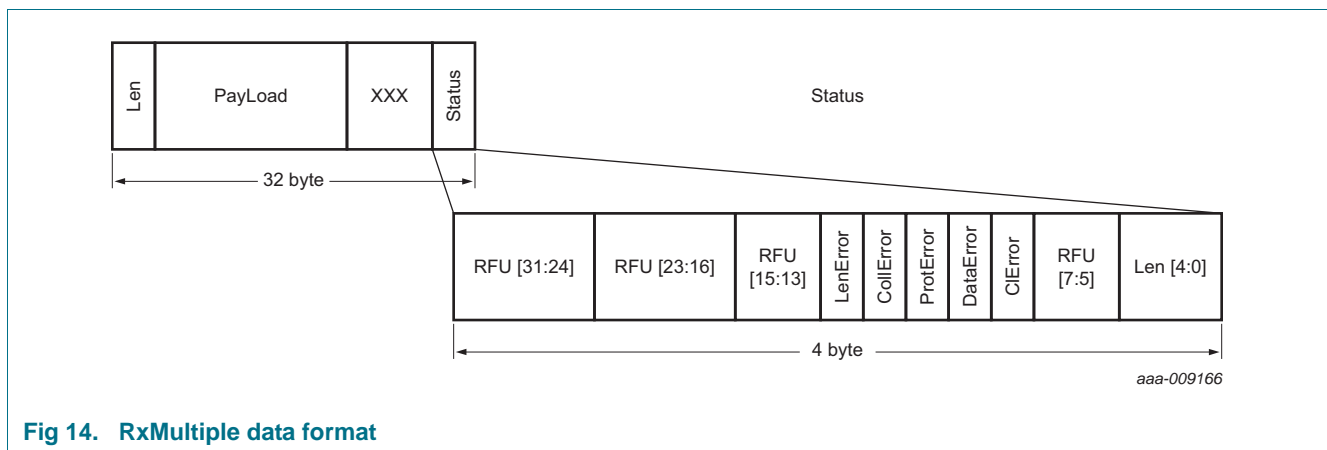 Len
PayLoad
XXX
Status
Status
32 byte
RFU [31:24]
RFU [23:16]
RFU
[15:13]
LenError
CollError
ProtError
DataError
ClError
RFU
[7:5]
Len [4:0]
4 byte
aaa-009166
Fig 14. RxMultiple data format